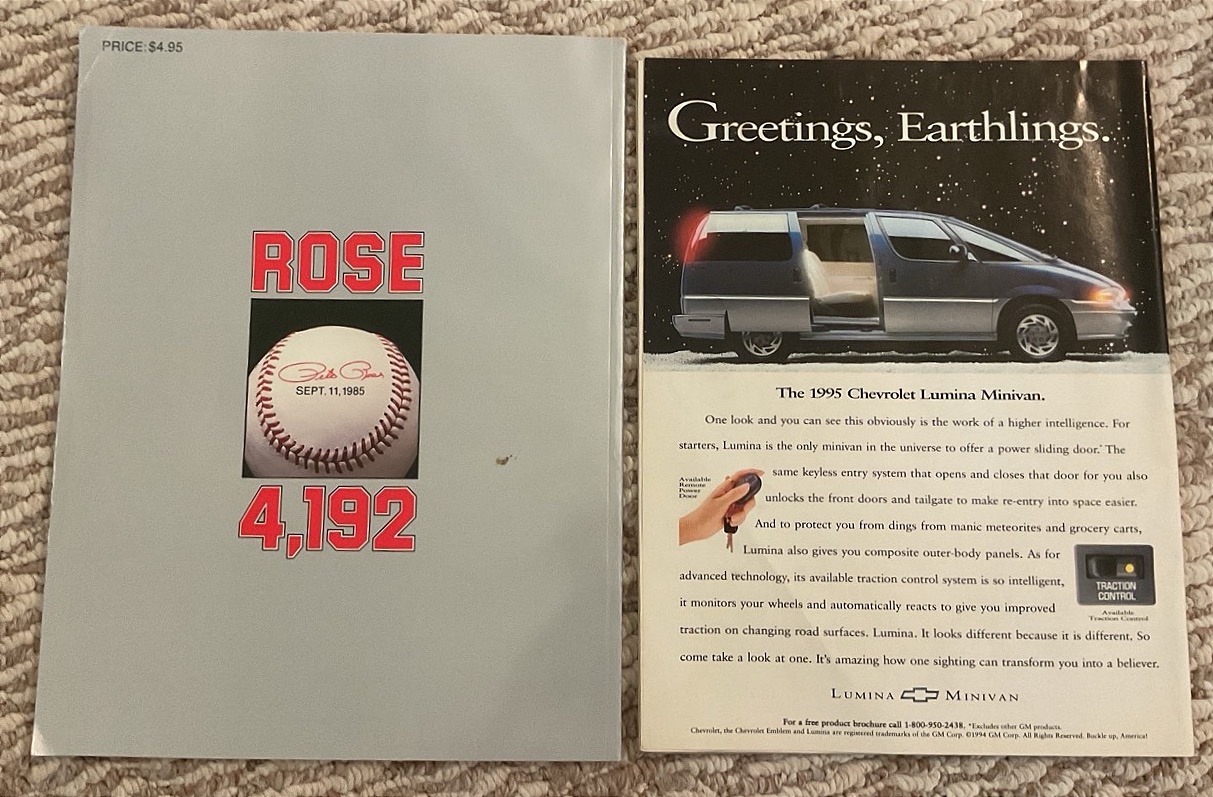 PRICE: $4.95
ROSE
Pete Rose
SEPT. 11, 1985
4,192
Greetings, Earthlings.
The 1995 Chevrolet Lumina Minivan.
One look and you can see this obviously is the work of a higher intelligence. For
starters, Lumina is the only minivan in the universe to offer a power sliding door.* The
same keyless entry system that opens and closes that door for you also
unlocks the front doors and tailgate to make re-entry into space easier.
And to protect you from dings from manic meteorites and grocery carts,
Lumina also gives you composite outer-body panels. As for
advanced technology, its available traction control system is so intelligent,
it monitors your wheels and automatically reacts to give you improved
traction on changing road surfaces. Lumina. It looks different because it is different. So
come take a look at one. It's amazing how one sighting can transform you into a believer.
Available
Remote
Power
Door
TRACTION
CONTROL
Available
Traction Control
LUMINA MINIVAN
For a free product brochure call 1-800-950-2438. *Excludes other GM products.
Chevrolet, the Chevrolet Emblem and Lumina are registered trademarks of the GM Corp. ©1994 GM Corp. All Rights Reserved. Buckle up, America!